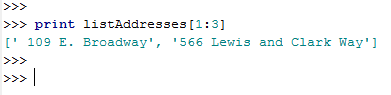 >>>
>>> print listAddresses[1:3]
[' 109 E. Broadway', '566 Lewis and Clark Way']
>>>
>>>